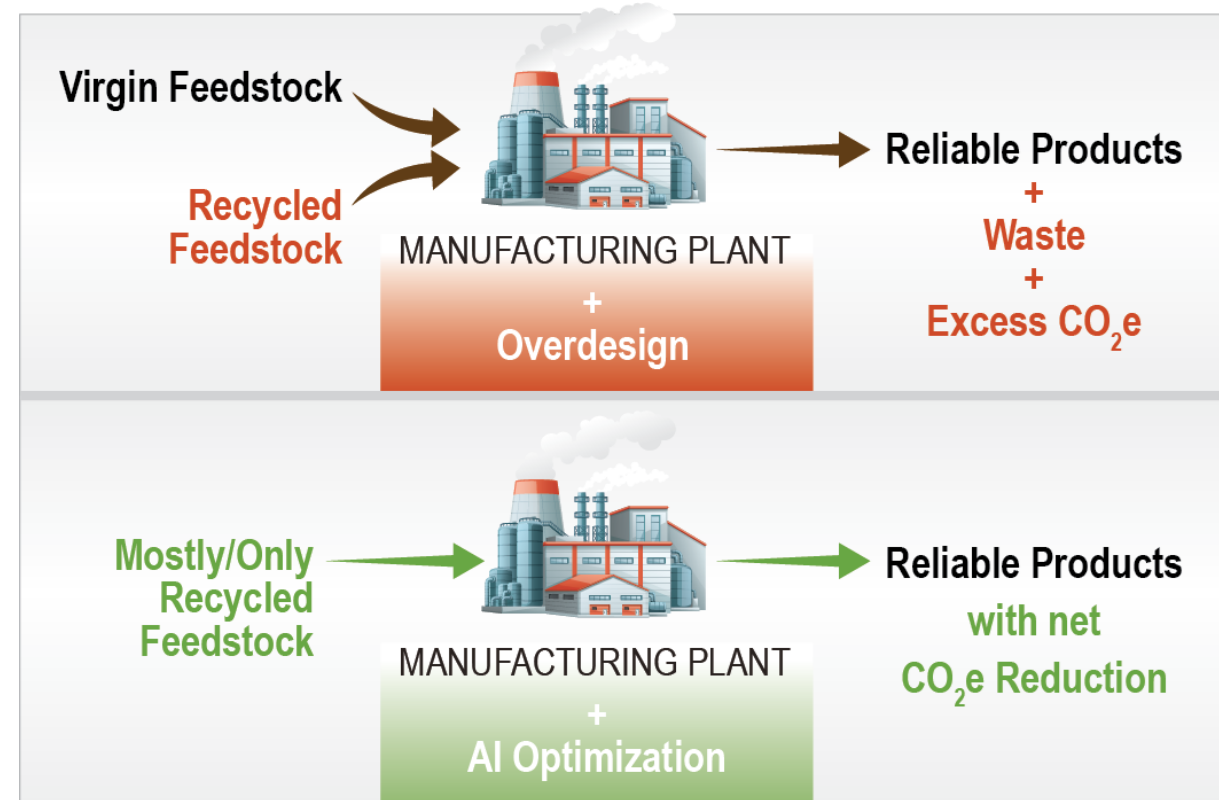 Virgin Feedstock
Recycled
Feedstock
MANUFACTURING PLANT
+
Overdesign
Reliable Products
+
Waste
+
Excess CO₂e
Mostly/Only
Recycled
Feedstock
MANUFACTURING PLANT
+
AI Optimization
Reliable Products
with net
CO₂e Reduction